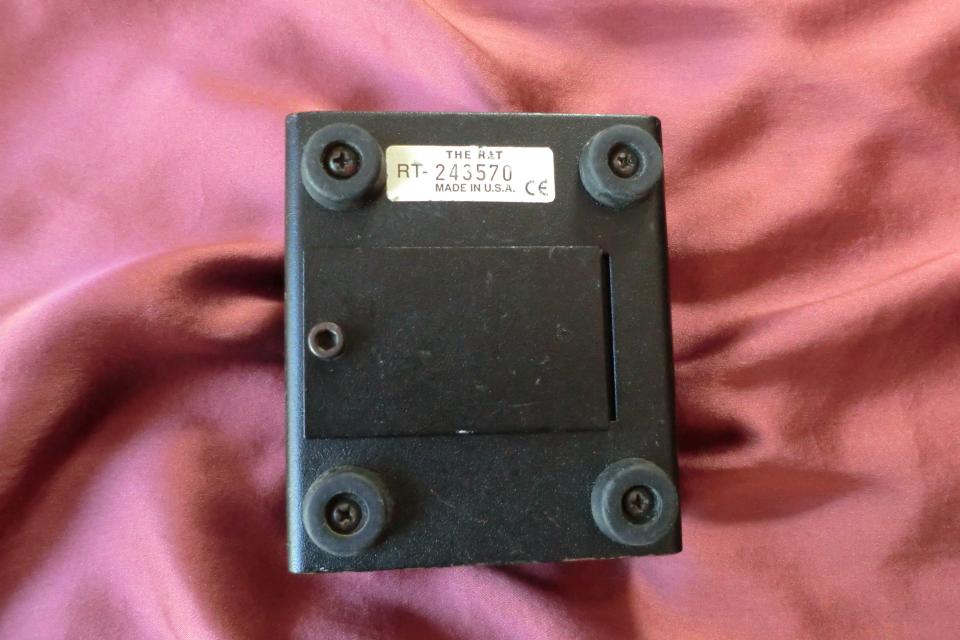 THE RAT
RT- 243570
MADE IN U.S.A. CE